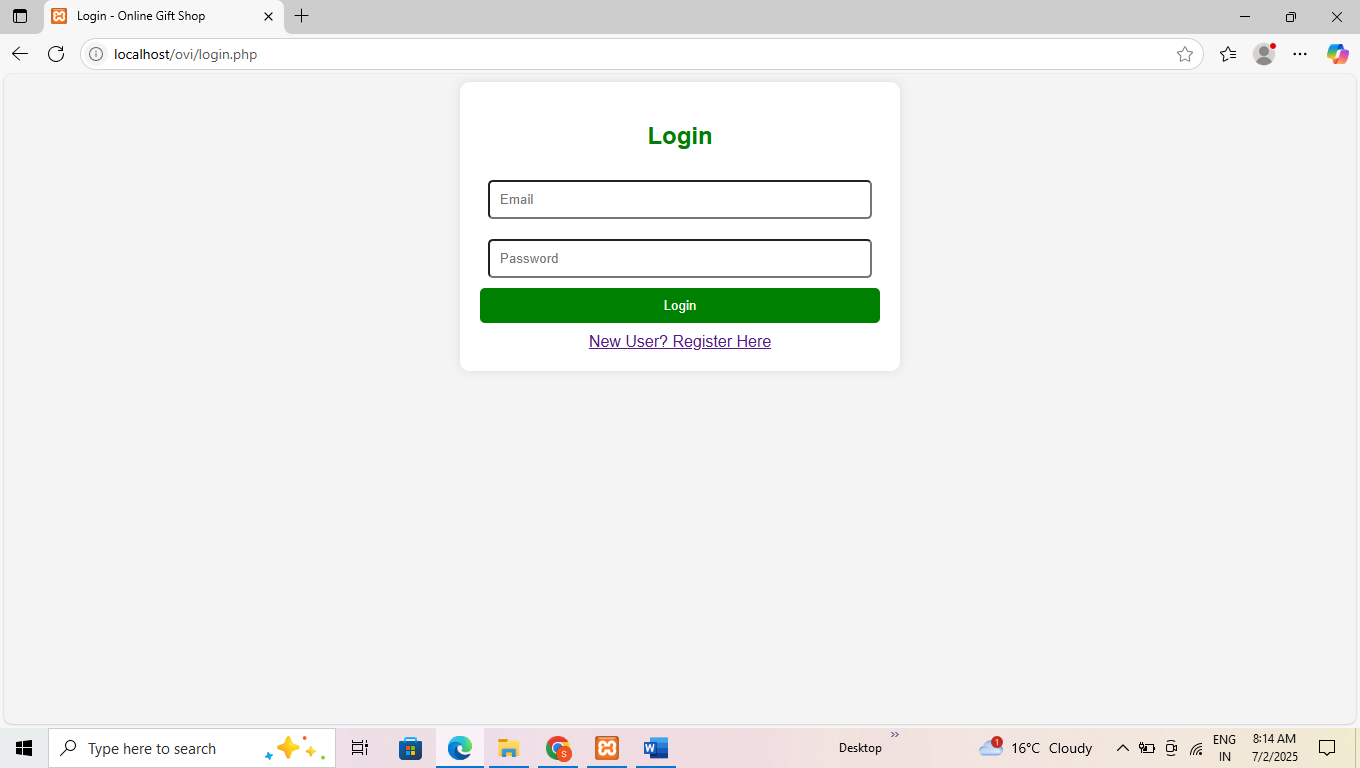 Login - Online Gift Shop
localhost/ovi/login.php
Login
Email
Password
Login
New User? Register Here
Type here to search
S
W
Desktop
1
16°C Cloudy
ENG
IN
8:14 AM
7/2/2025